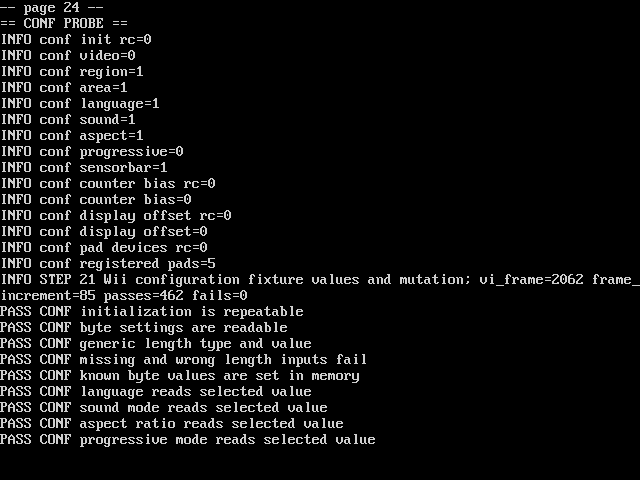 -- page 24 --
== CONF PROBE ==
INFO conf init rc=0
INFO conf video=0
INFO conf region=1
INFO conf area=1
INFO conf language=1
INFO conf sound=1
INFO conf aspect=1
INFO conf progressive=0
INFO conf sensorbar=1
INFO conf counter bias rc=0
INFO conf counter bias=0
INFO conf display offset rc=0
INFO conf display offset=0
INFO conf pad devices rc=0
INFO conf registered pads=5
INFO STEP 21 Wii configuration fixture values and mutation; vi_frame=2062 frame_
increment=85 passes=462 fails=0
PASS CONF initialization is repeatable
PASS CONF byte settings are readable
PASS CONF generic length type and value
PASS CONF missing and wrong length inputs fail
PASS CONF known byte values are set in memory
PASS CONF language reads selected value
PASS CONF sound mode reads selected value
PASS CONF aspect ratio reads selected value
PASS CONF progressive mode reads selected value